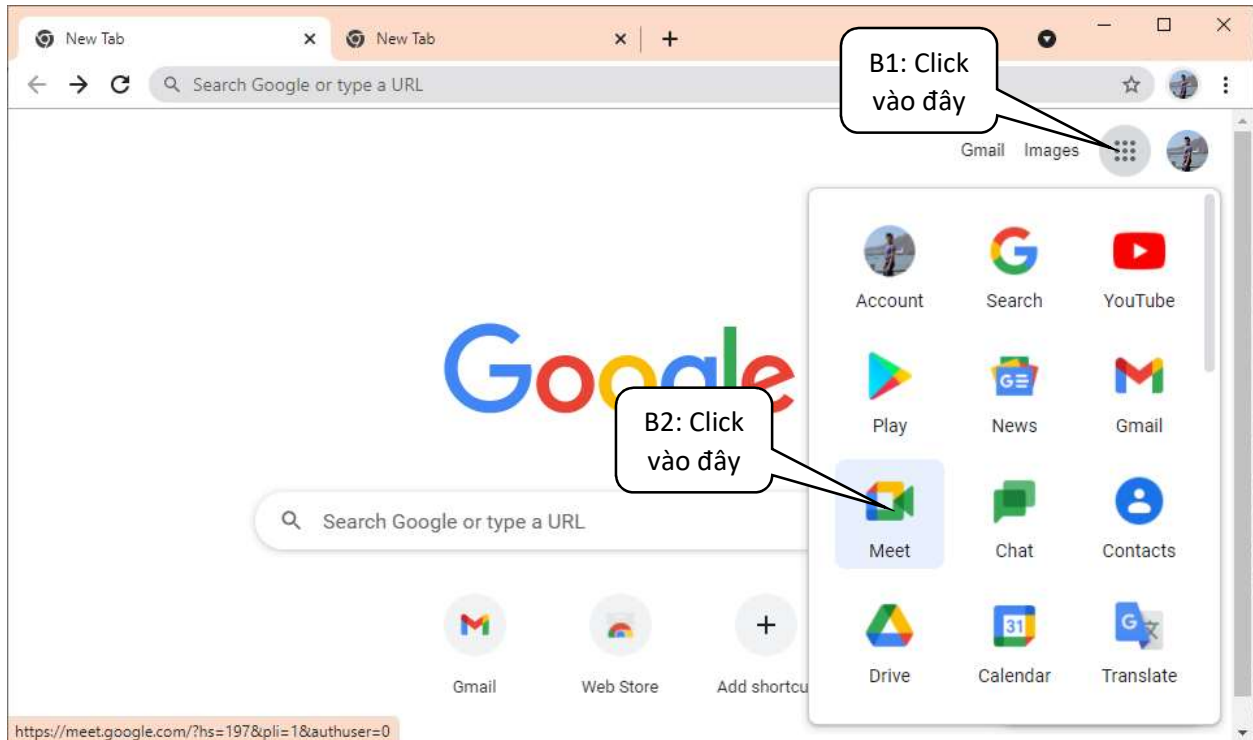 New Tab
New Tab
Search Google or type a URL
B1: Click
vào đây
Gmail Images
Account Search YouTube
Google
Play News Gmail
B2: Click
vào đây
Search Google or type a URL
Meet Chat Contacts
31
Drive Calendar Translate
Gmail Web Store Add shortcu
https://meet.google.com/?hs=197&pli=1&authuser=0